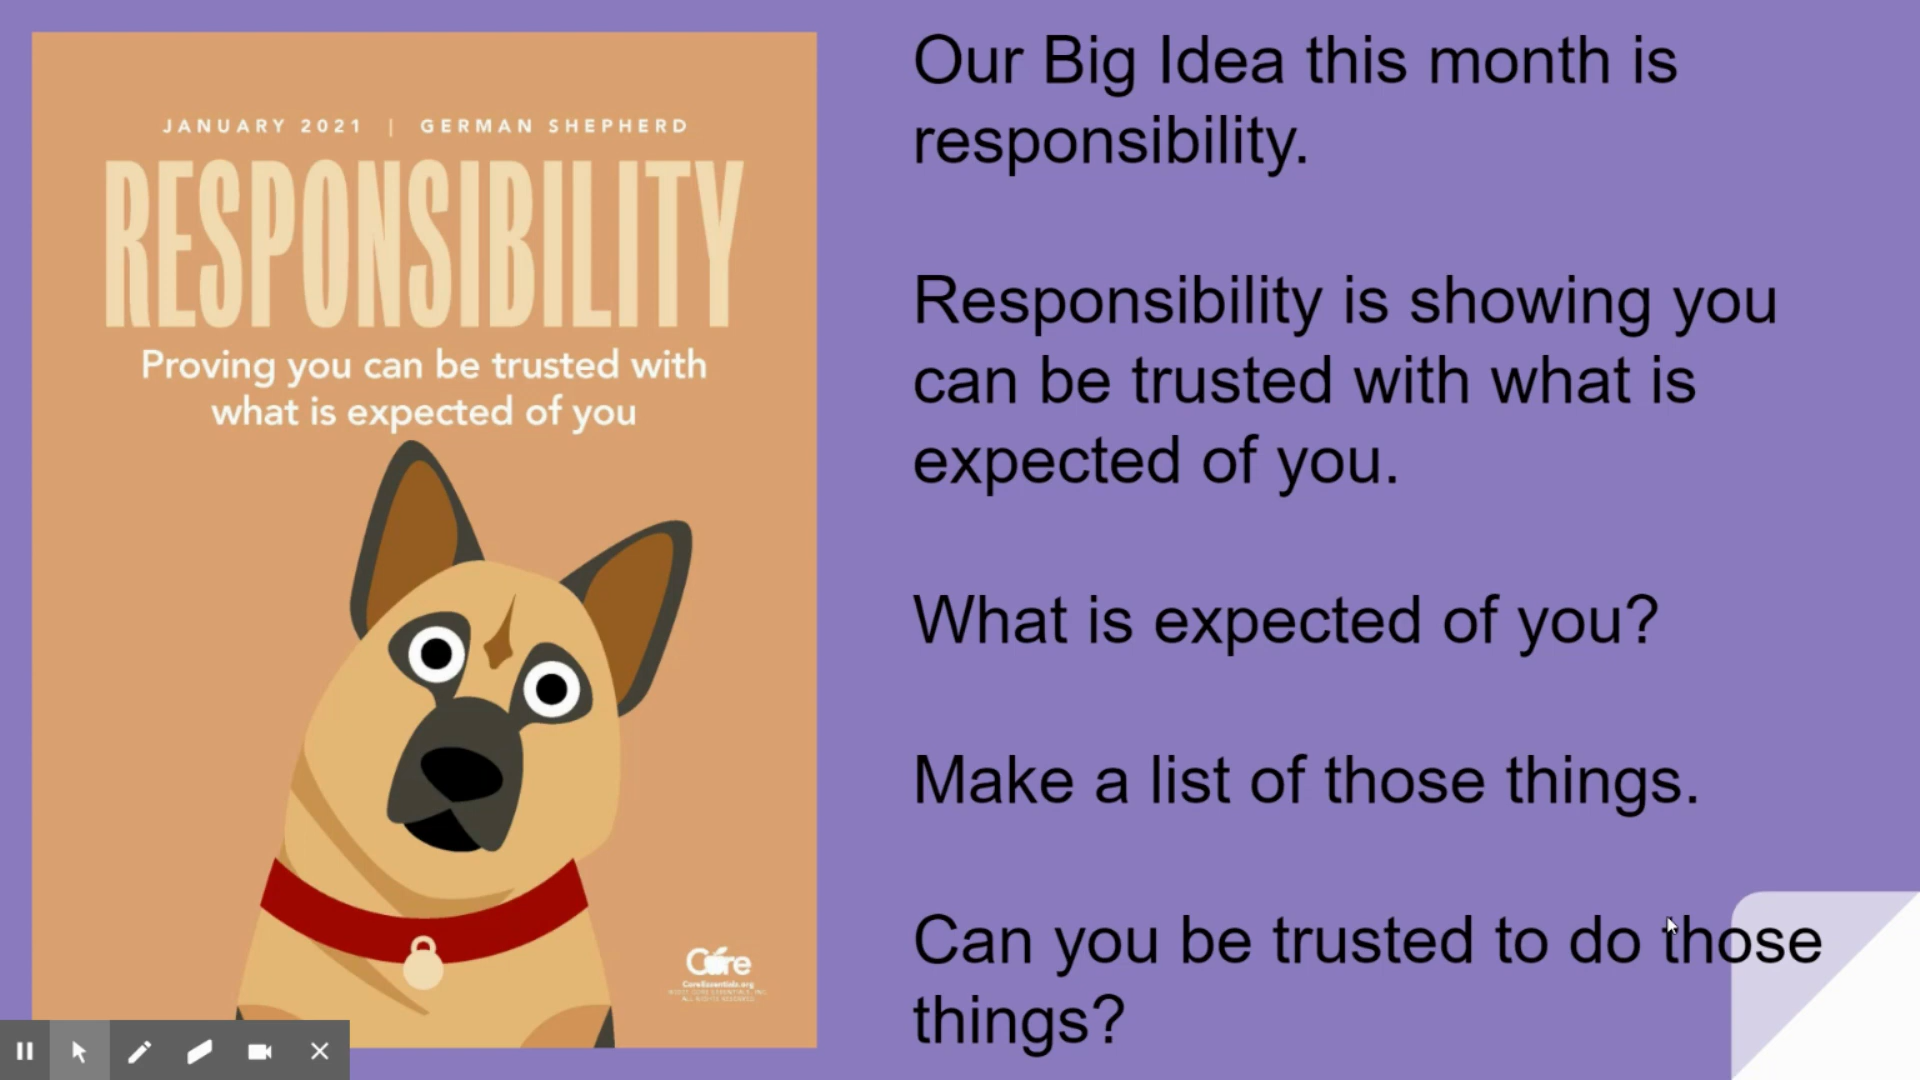 JANUARY 2021 | GERMAN SHEPHERD
RESPONSIBILITY
Proving you can be trusted with
what is expected of you
Core
CoreEssentials.org
Our Big Idea this month is
responsibility.
Responsibility is showing you
can be trusted with what is
expected of you.
What is expected of you?
Make a list of those things.
Can you be trusted to do those
things?